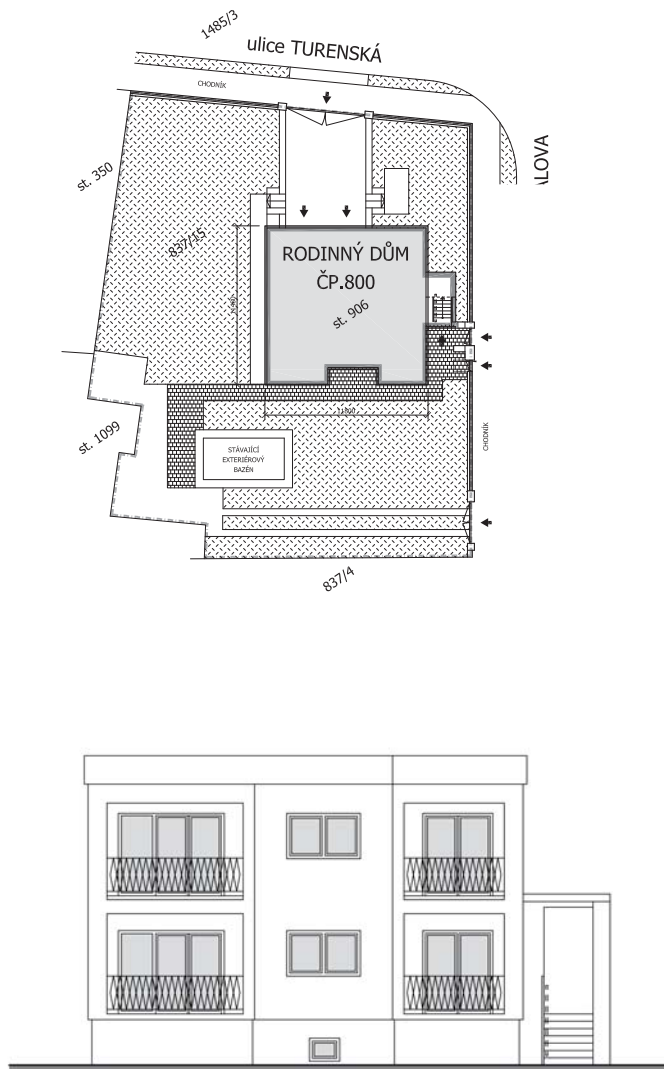 1485/3
ulice TURENSKÁ
CHODNÍK
ALOVA
st. 350
837/15
RODINNÝ DŮM
ČP.800
st. 906
11800
CHODNÍK
st. 1099
STÁVAJÍCÍ
EXTERIÉROVÝ
BAZÉN
837/4